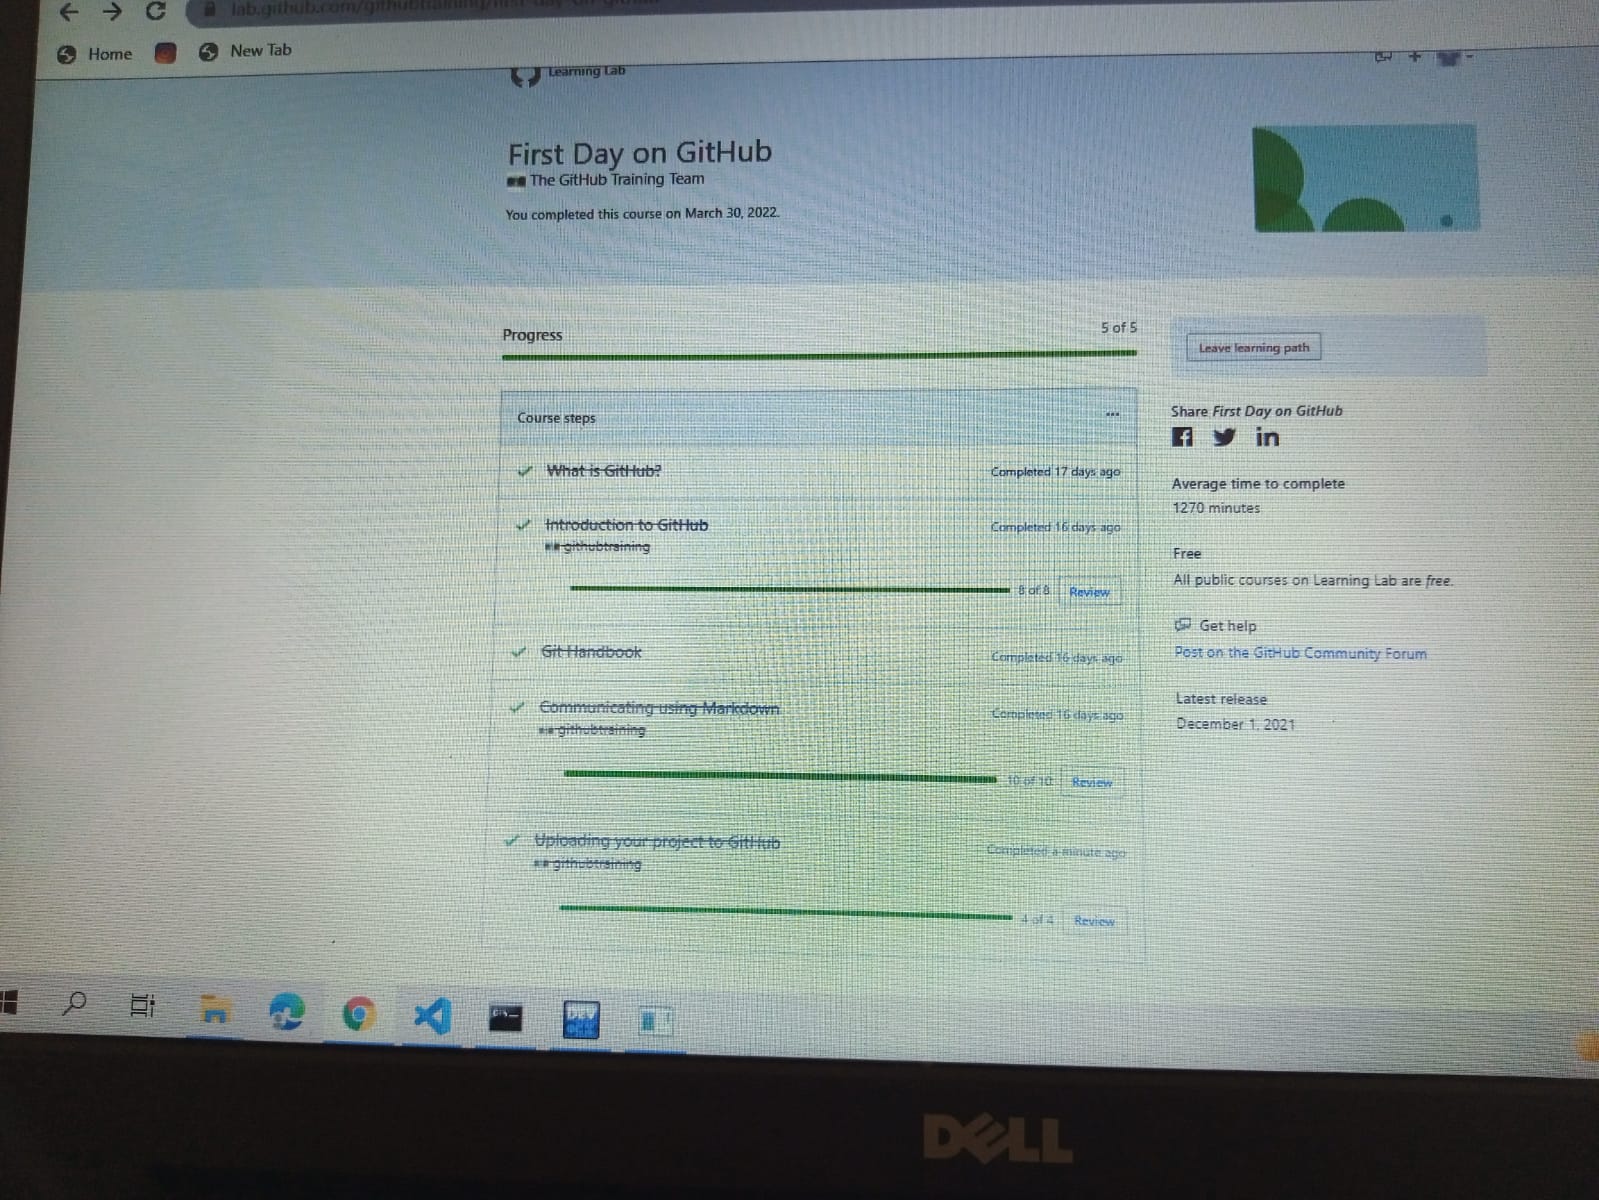 lab.github.com/githubtraining/first-day-on-github
Home
New Tab
Learning Lab
First Day on GitHub
The GitHub Training Team
You completed this course on March 30, 2022.
Progress
5 of 5
Leave learning path
Course steps
...
What is GitHub?
Completed 17 days ago
Introduction to GitHub
Completed 16 days ago
githubtraining
8 of 8
Review
Git Handbook
Completed 16 days ago
Communicating using Markdown
Completed 16 days ago
githubtraining
10 of 10
Review
Uploading your project to GitHub
Completed a minute ago
githubtraining
4 of 4
Review
Share First Day on GitHub
in
Average time to complete
1270 minutes
Free
All public courses on Learning Lab are free.
Get help
Post on the GitHub Community Forum
Latest release
December 1, 2021
DEV
DELL